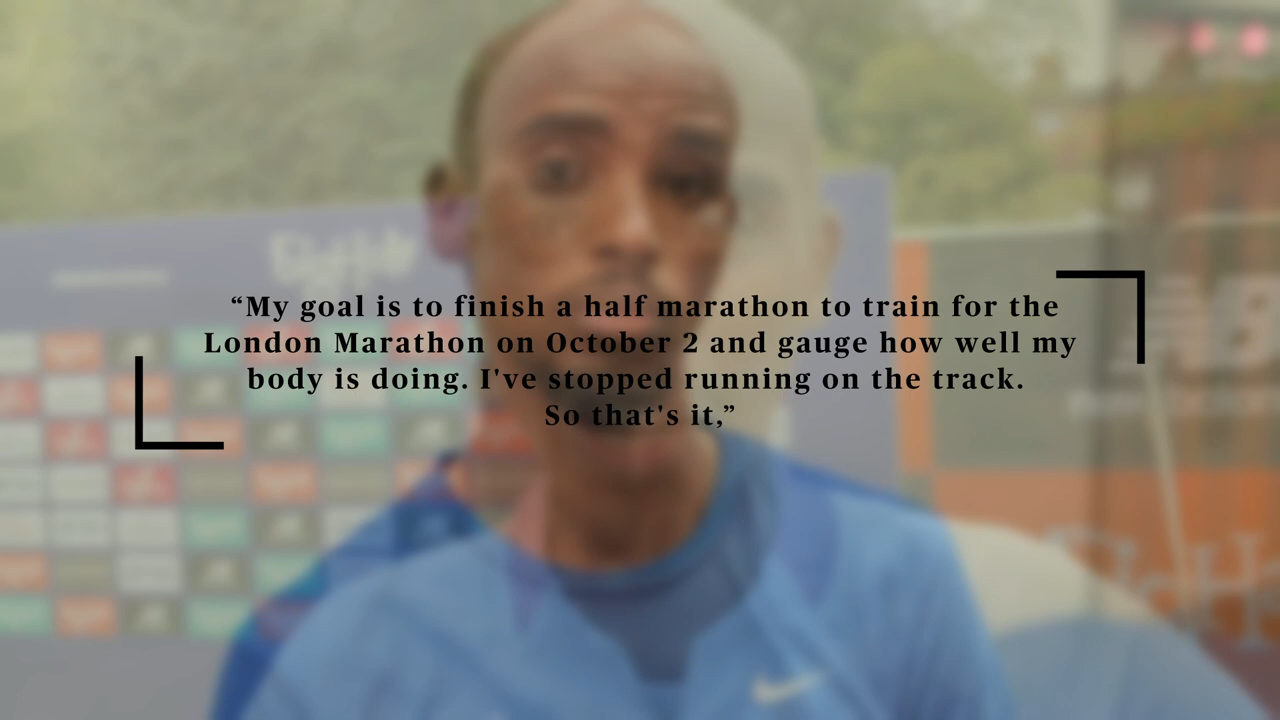 “My goal is to finish a half marathon to train for the
London Marathon on October 2 and gauge how well my
body is doing. I've stopped running on the track.
So that's it,”